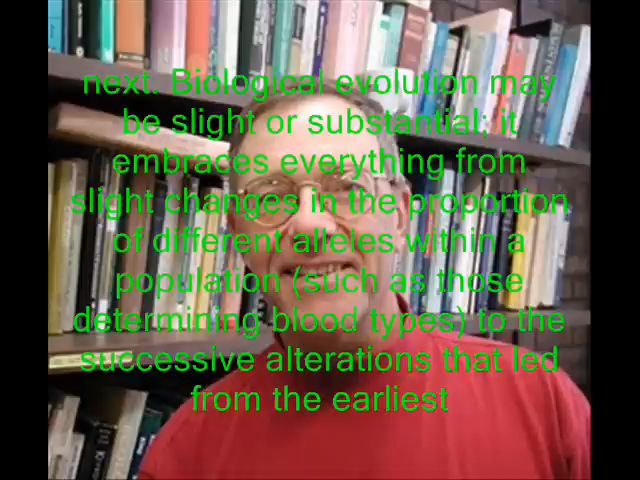 next. Biological evolution may
be slight or substantial; it
embraces everything from
slight changes in the proportion
of different alleles within a
population (such as those
determining blood types) to the
successive alterations that led
from the earliest